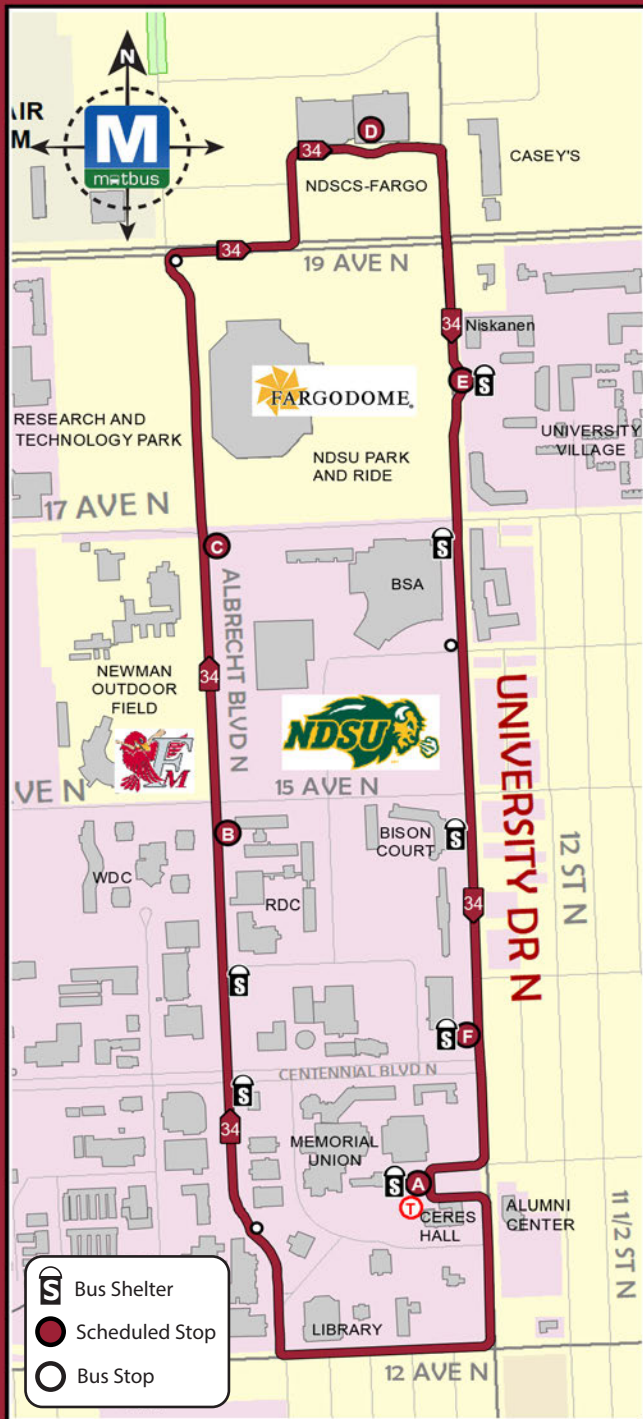 N
AIR
M
M
matbus
D
34
NDSCS-FARGO
CASEY'S
34
19 AVE N
34
Niskanen
E
S
FARGODOME
RESEARCH AND
TECHNOLOGY PARK
NDSU PARK
AND RIDE
UNIVERSITY
VILLAGE
17 AVE N
C
S
BSA
ALBRECHT BLVD N
34
NEWMAN
OUTDOOR
FIELD
FM
NDSU
UNIVERSITY DR N
VE N
15 AVE N
B
BISON
COURT
S
12 ST N
WDC
RDC
34
S
S
F
CENTENNIAL BLVD N
S
34
MEMORIAL
UNION
S
A
T
CERES
HALL
ALUMNI
CENTER
11 1/2 ST N
S Bus Shelter
Scheduled Stop
Bus Stop
LIBRARY
12 AVE N